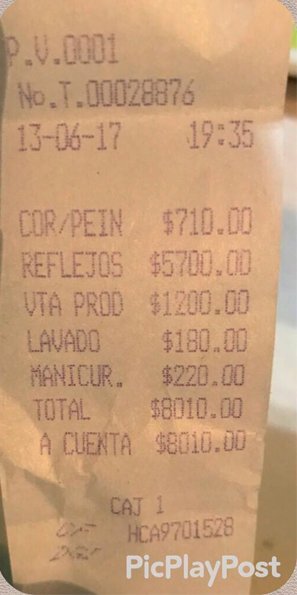 P.V.0001
No.T.00028876
13-06-17 19:35
COR/PEIN $710.00
REFLEJOS $5700.00
VTA PROD $1200.00
LAVADO $180.00
MANICUR. $220.00
TOTAL $8010.00
A CUENTA $8010.00
CAJ 1
HCA9701528
PicPlayPost